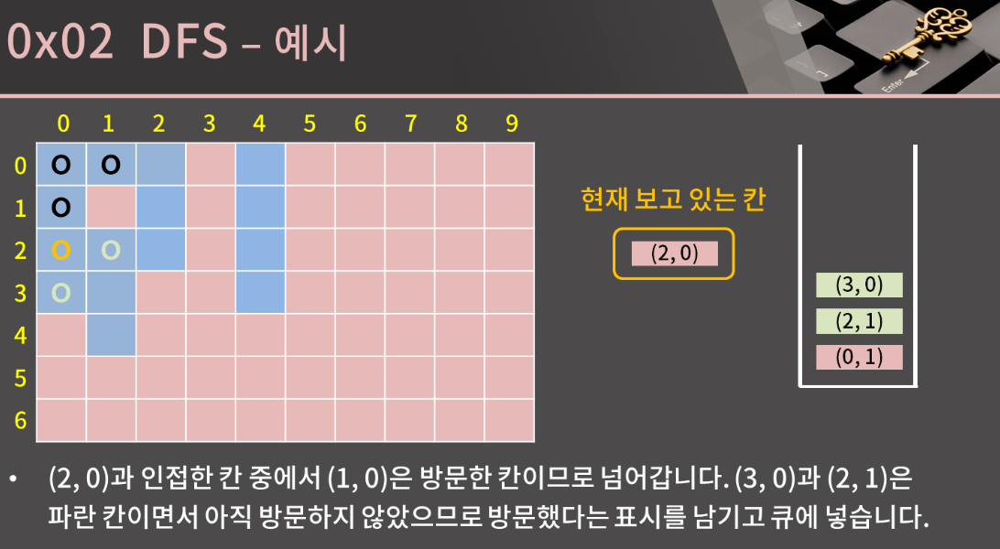 0x02 DFS – 예시
0 1 2 3 4 5 6 7 8 9
0 O O
1 O
2 O O
3 O
4
5
6
현재 보고 있는 칸
(2, 0)
(3, 0)
(2, 1)
(0, 1)
• (2, 0)과 인접한 칸 중에서 (1, 0)은 방문한 칸이므로 넘어갑니다. (3, 0)과 (2, 1)은
파란 칸이면서 아직 방문하지 않았으므로 방문했다는 표시를 남기고 큐에 넣습니다.
Enter
]